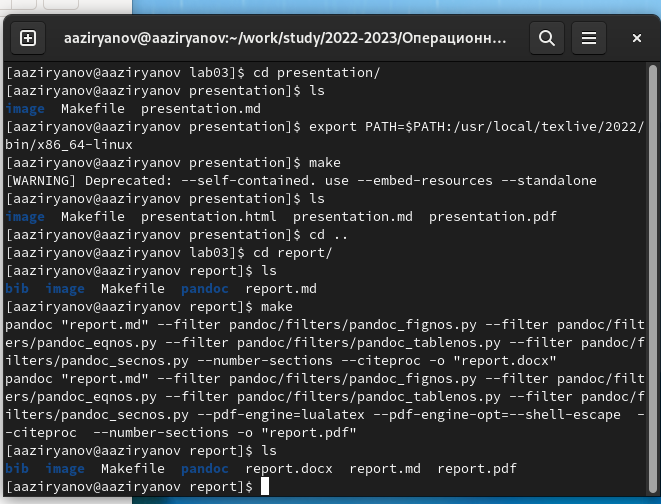 aaziryanov@aaziryanov:~/work/study/2022-2023/Операционн...
[aaziryanov@aaziryanov lab03]$ cd presentation/
[aaziryanov@aaziryanov presentation]$ ls
image  Makefile  presentation.md
[aaziryanov@aaziryanov presentation]$ export PATH=$PATH:/usr/local/texlive/2022/
bin/x86_64-linux
[aaziryanov@aaziryanov presentation]$ make
[WARNING] Deprecated: --self-contained. use --embed-resources --standalone
[aaziryanov@aaziryanov presentation]$ ls
image  Makefile  presentation.html  presentation.md  presentation.pdf
[aaziryanov@aaziryanov presentation]$ cd ..
[aaziryanov@aaziryanov lab03]$ cd report/
[aaziryanov@aaziryanov report]$ ls
bib  image  Makefile  pandoc  report.md
[aaziryanov@aaziryanov report]$ make
pandoc "report.md" --filter pandoc/filters/pandoc_fignos.py --filter pandoc/filt
ers/pandoc_eqnos.py --filter pandoc/filters/pandoc_tablenos.py --filter pandoc/f
ilters/pandoc_secnos.py --number-sections --citeproc -o "report.docx"
pandoc "report.md" --filter pandoc/filters/pandoc_fignos.py --filter pandoc/filt
ers/pandoc_eqnos.py --filter pandoc/filters/pandoc_tablenos.py --filter pandoc/f
ilters/pandoc_secnos.py --pdf-engine=lualatex --pdf-engine-opt=--shell-escape  -
-citeproc  --number-sections -o "report.pdf"
[aaziryanov@aaziryanov report]$ ls
bib  image  Makefile  pandoc  report.docx  report.md  report.pdf
[aaziryanov@aaziryanov report]$